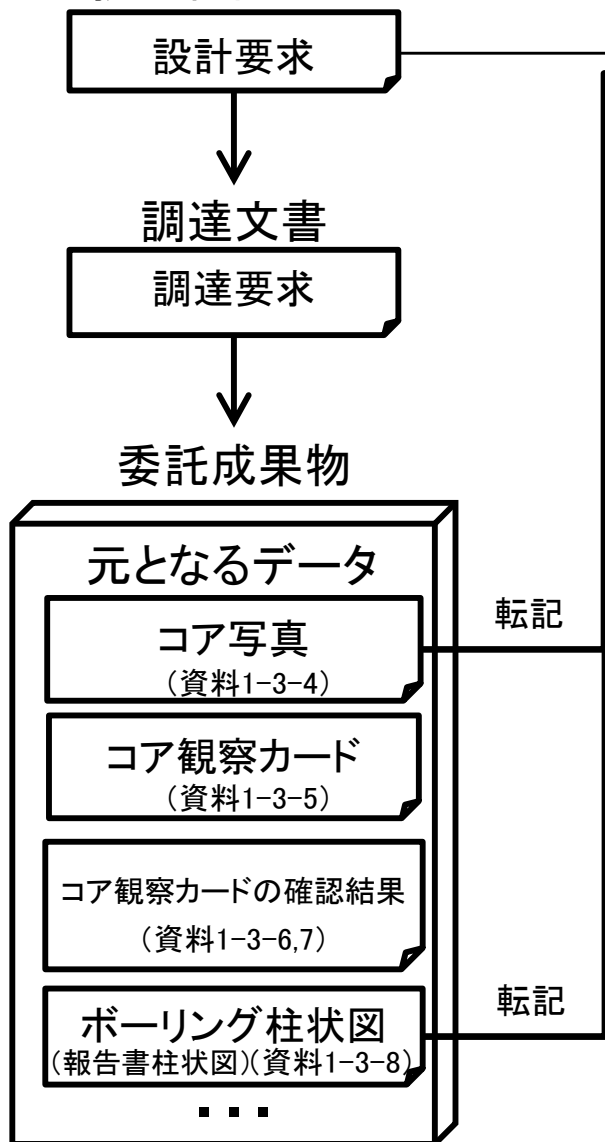 設計要求
調達文書
調達要求
委託成果物
元となるデータ
コア写真
(資料1-3-4)
転記
コア観察カード
(資料1-3-5)
コア観察カードの確認結果
(資料1-3-6,7)
ボーリング柱状図
(報告書柱状図)(資料1-3-8)
転記
▪▪▪